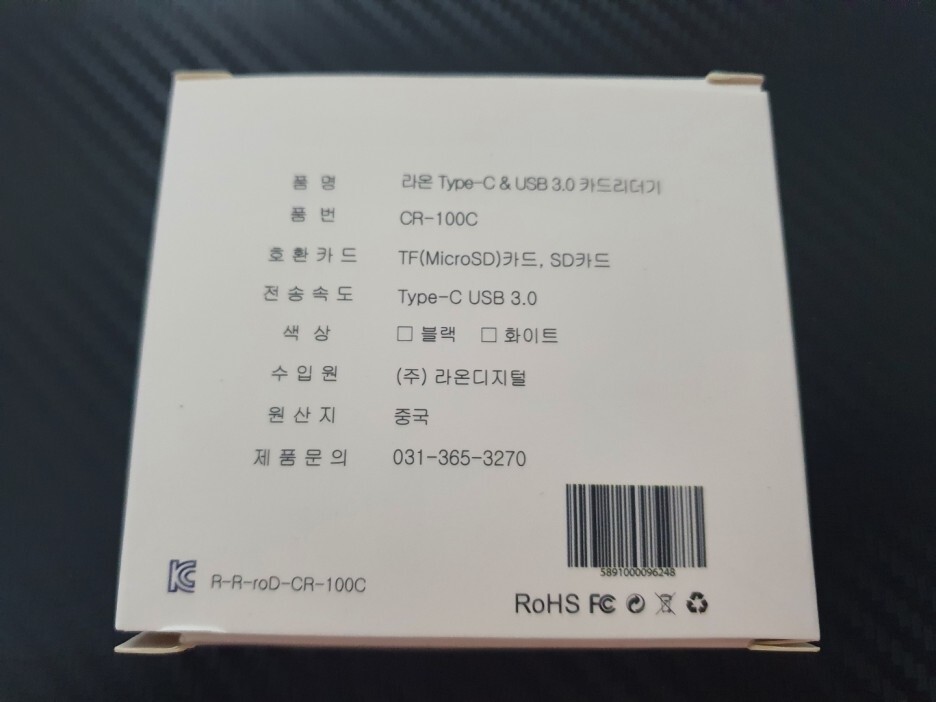 품 명 라온 Type-C & USB 3.0 카드리더기
품 번 CR-100C
호 환 카 드 TF(MicroSD)카드, SD카드
전 송 속 도 Type-C USB 3.0
색 상 □ 블랙 □ 화이트
수 입 원 (주) 라온디지털
원 산 지 중국
제 품 문 의 031-365-3270
5891000096248
KC R-R-roD-CR-100C
RoHS FC